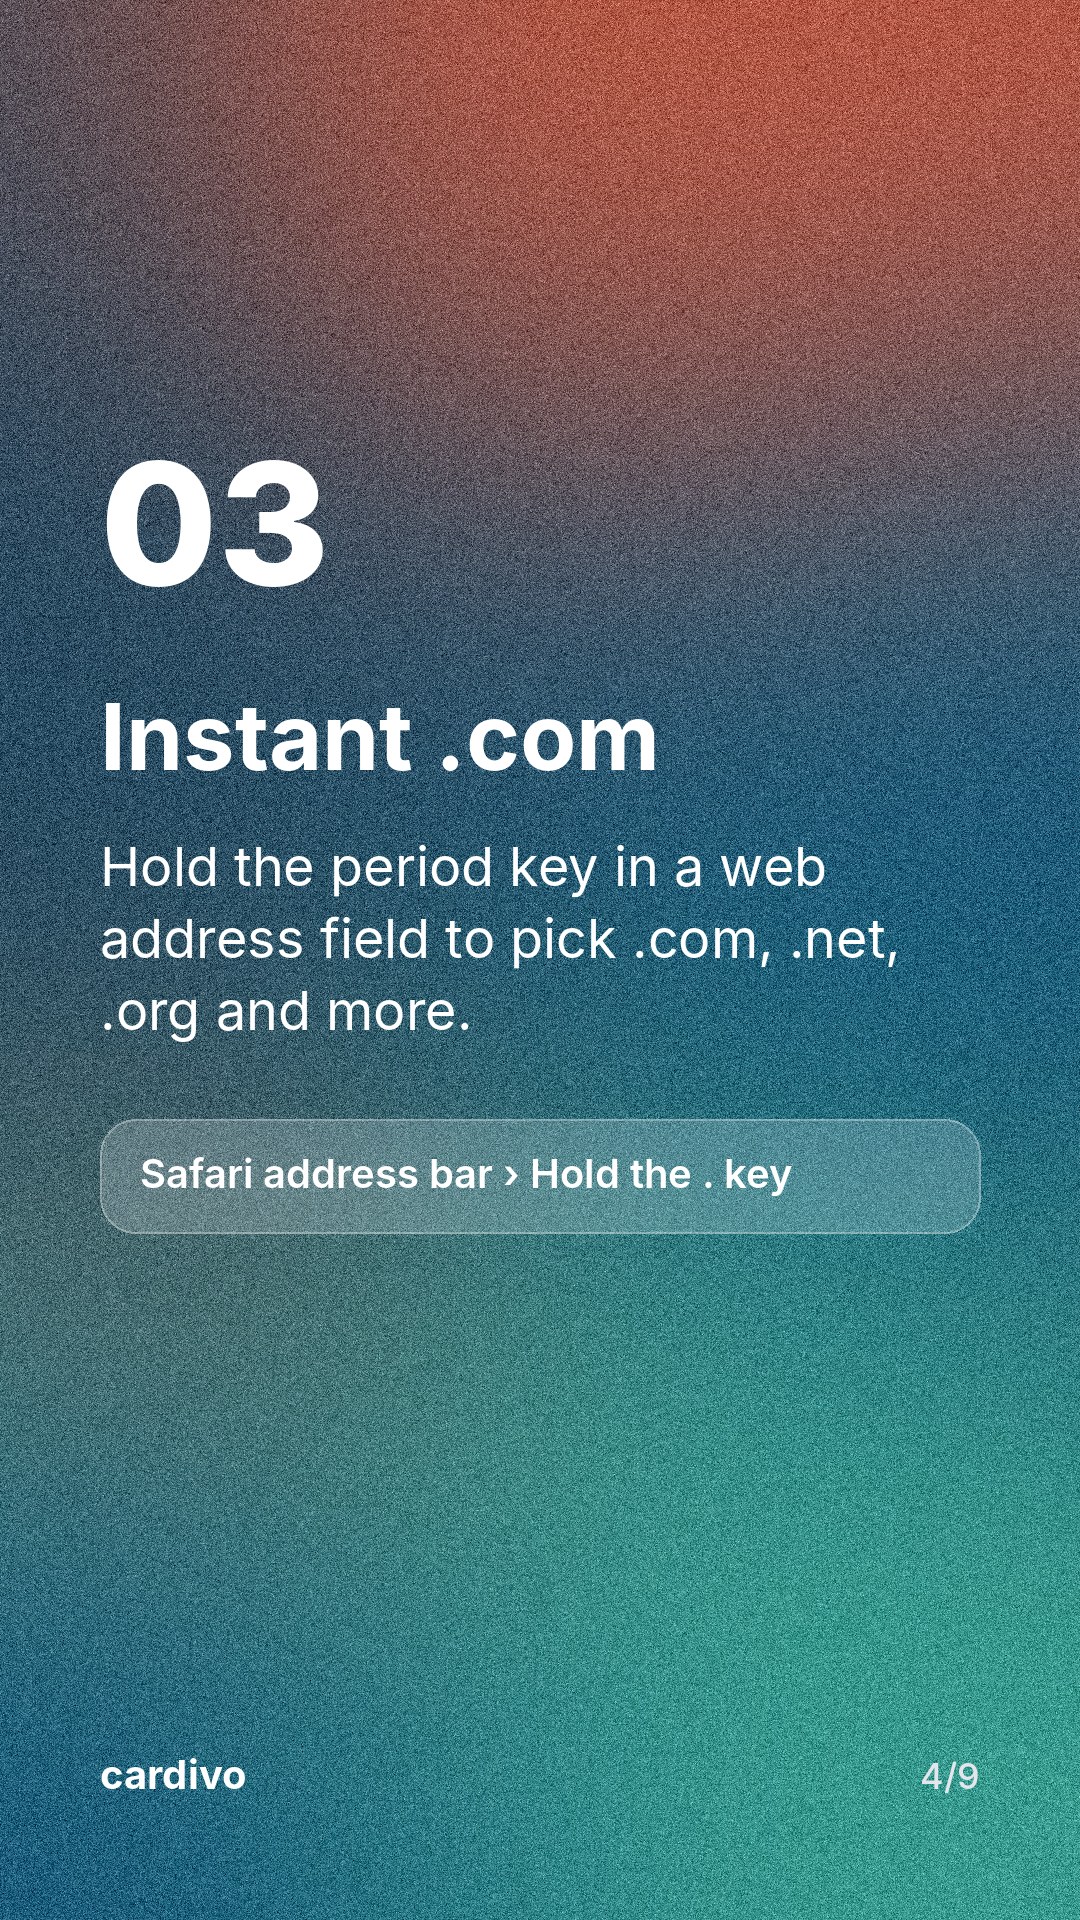 03
Instant .com
Hold the period key in a web
address field to pick .com, .net,
.org and more.
Safari address bar › Hold the . key
cardivo
4/9